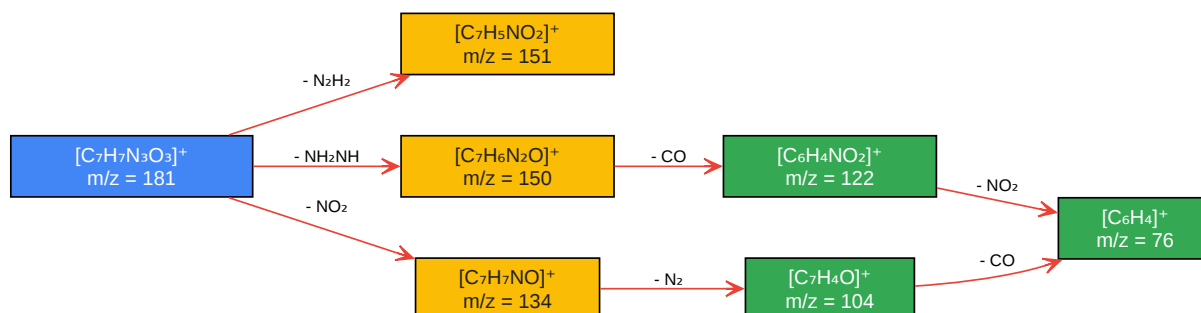 [C₇H₅NO₂]⁺
m/z = 151
- N₂H₂
[C₇H₇N₃O₃]⁺
m/z = 181
- NH₂NH
[C₇H₆N₂O]⁺
m/z = 150
- CO
[C₆H₄NO₂]⁺
m/z = 122
- NO₂
- NO₂
[C₆H₄]⁺
m/z = 76
[C₇H₇NO]⁺
m/z = 134
- N₂
[C₇H₄O]⁺
m/z = 104
- CO